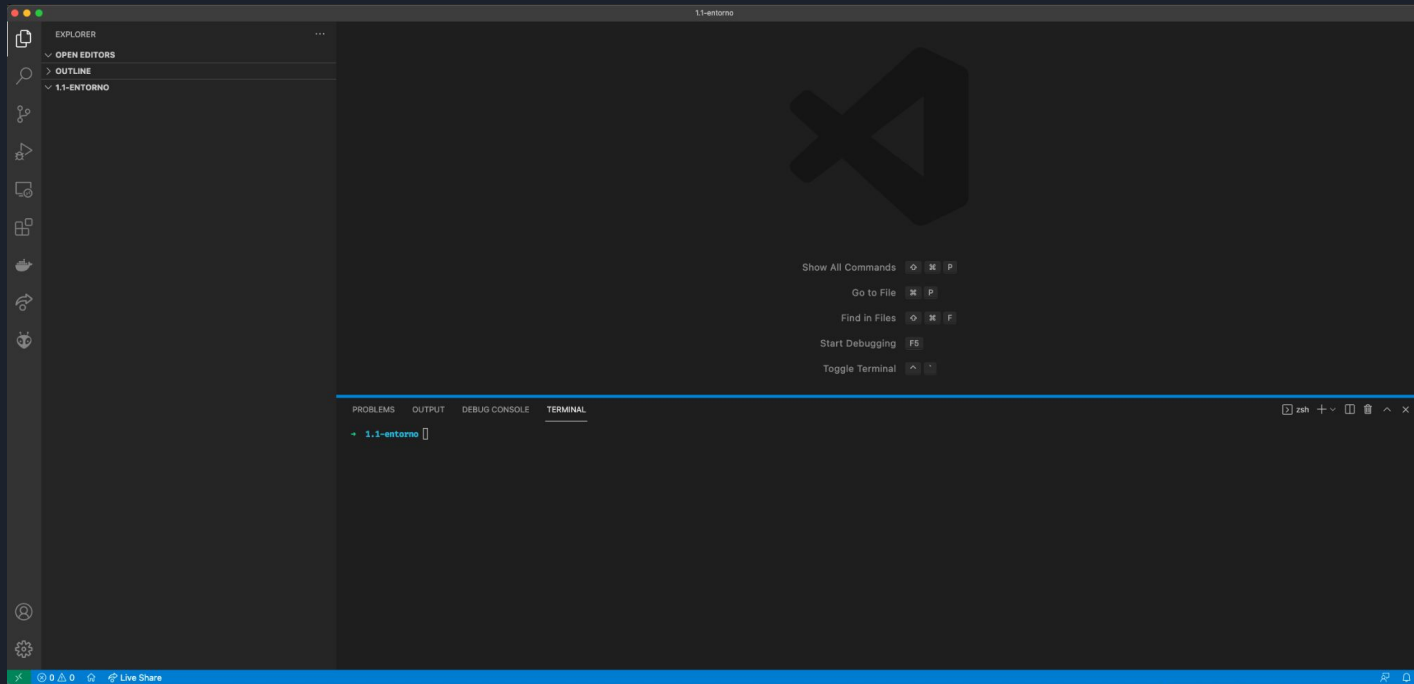 1.1-entorno
EXPLORER
OPEN EDITORS
OUTLINE
1.1-ENTORNO
Show All Commands ⇧ ⌘ P
Go to File ⌘ P
Find in Files ⇧ ⌘ F
Start Debugging F5
Toggle Terminal ^ `
PROBLEMS OUTPUT DEBUG CONSOLE TERMINAL
zsh
→ 1.1-entorno
0 0 Live Share